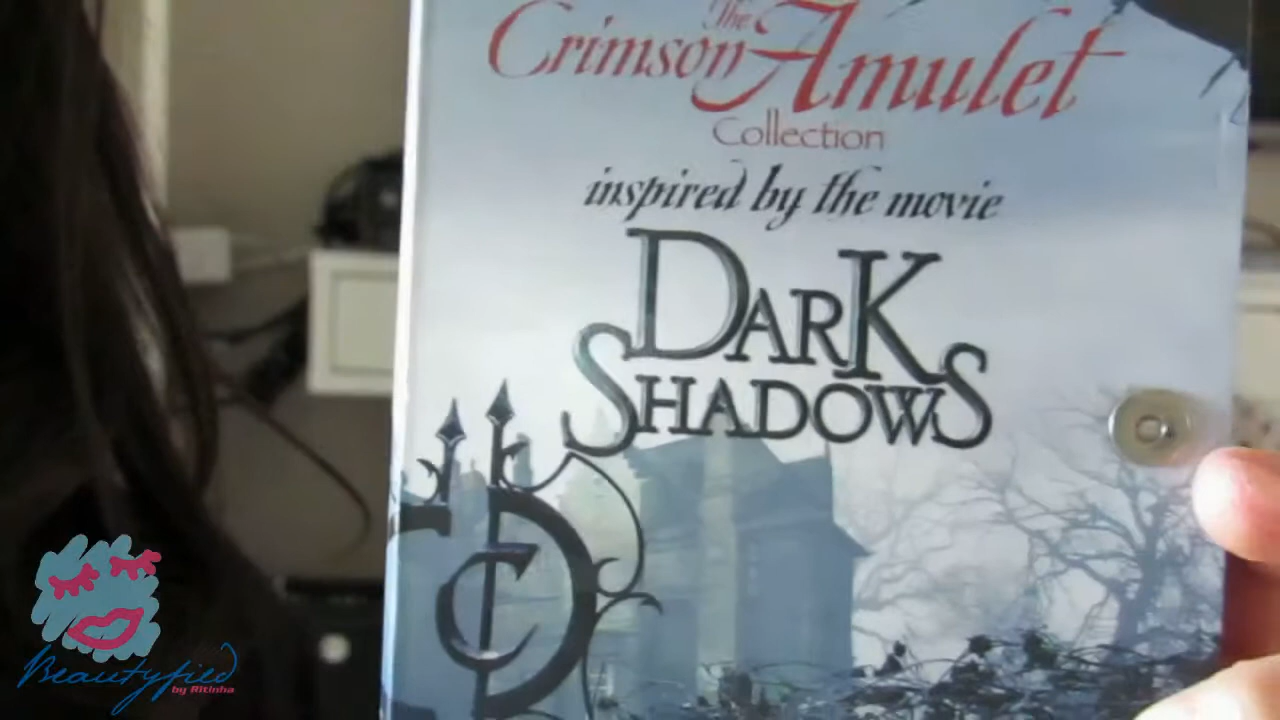 The
Crimson Amulet
Collection
inspired by the movie
DARK
SHADOWS
Beautyfied
by Ritinha